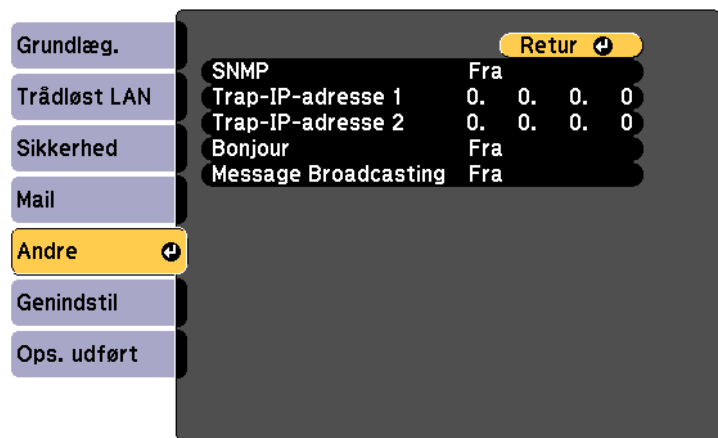 Grundlæg.
Trådløst LAN
Sikkerhed
Mail
Andre
Genindstil
Ops. udført
Retur
SNMP Fra
Trap-IP-adresse 1 0. 0. 0. 0
Trap-IP-adresse 2 0. 0. 0. 0
Bonjour Fra
Message Broadcasting Fra